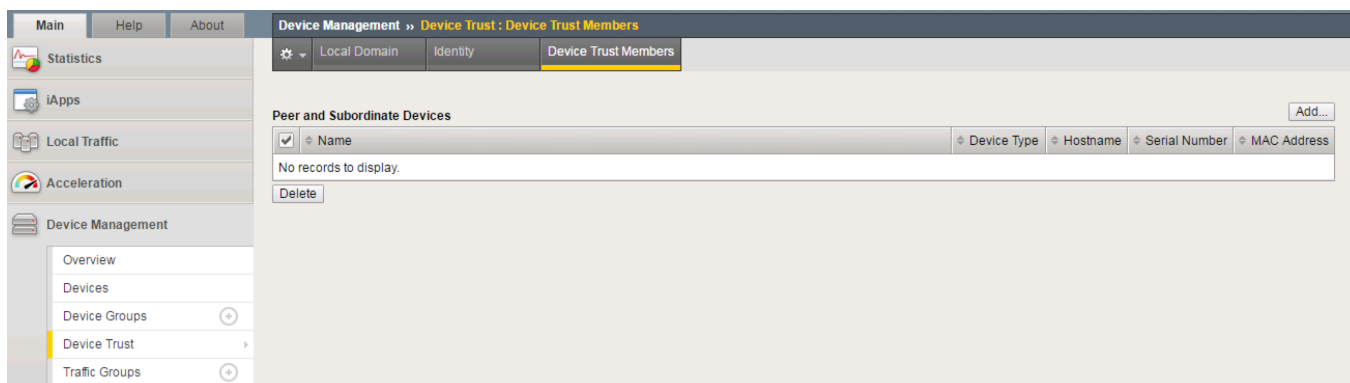 Main Help About
Device Management ›› Device Trust : Device Trust Members
Local Domain Identity Device Trust Members
Statistics
iApps
Local Traffic
Acceleration
Device Management
Overview
Devices
Device Groups
Device Trust
Traffic Groups
Peer and Subordinate Devices Add...
Name Device Type Hostname Serial Number MAC Address
No records to display.
Delete